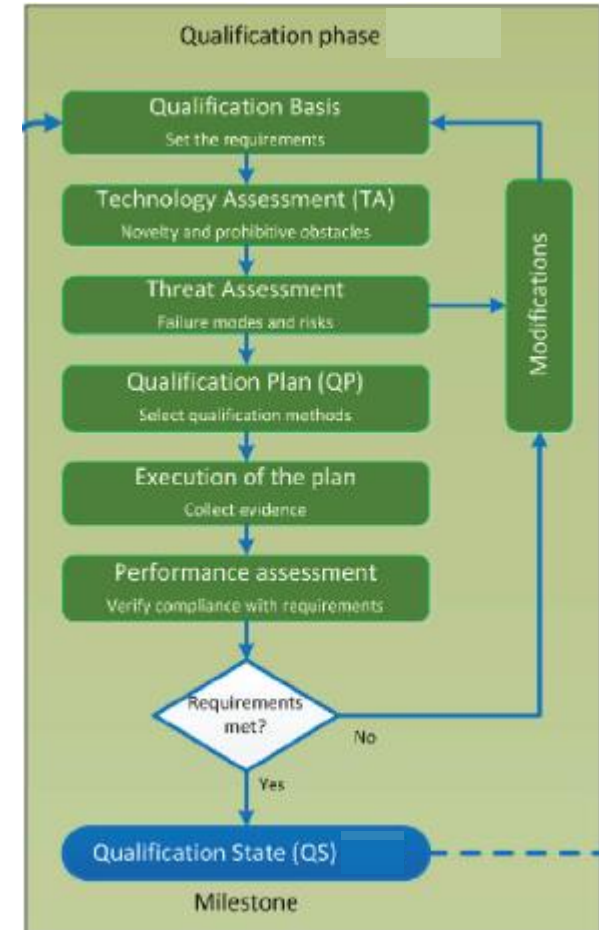 Qualification phase
Qualification Basis
Set the requirements
Technology Assessment (TA)
Novelty and prohibitive obstacles
Threat Assessment
Failure modes and risks
Modifications
Qualification Plan (QP)
Select qualification methods
Execution of the plan
Collect evidence
Performance assessment
Verify compliance with requirements
Requirements
met?
No
Yes
Qualification State (QS)
Milestone